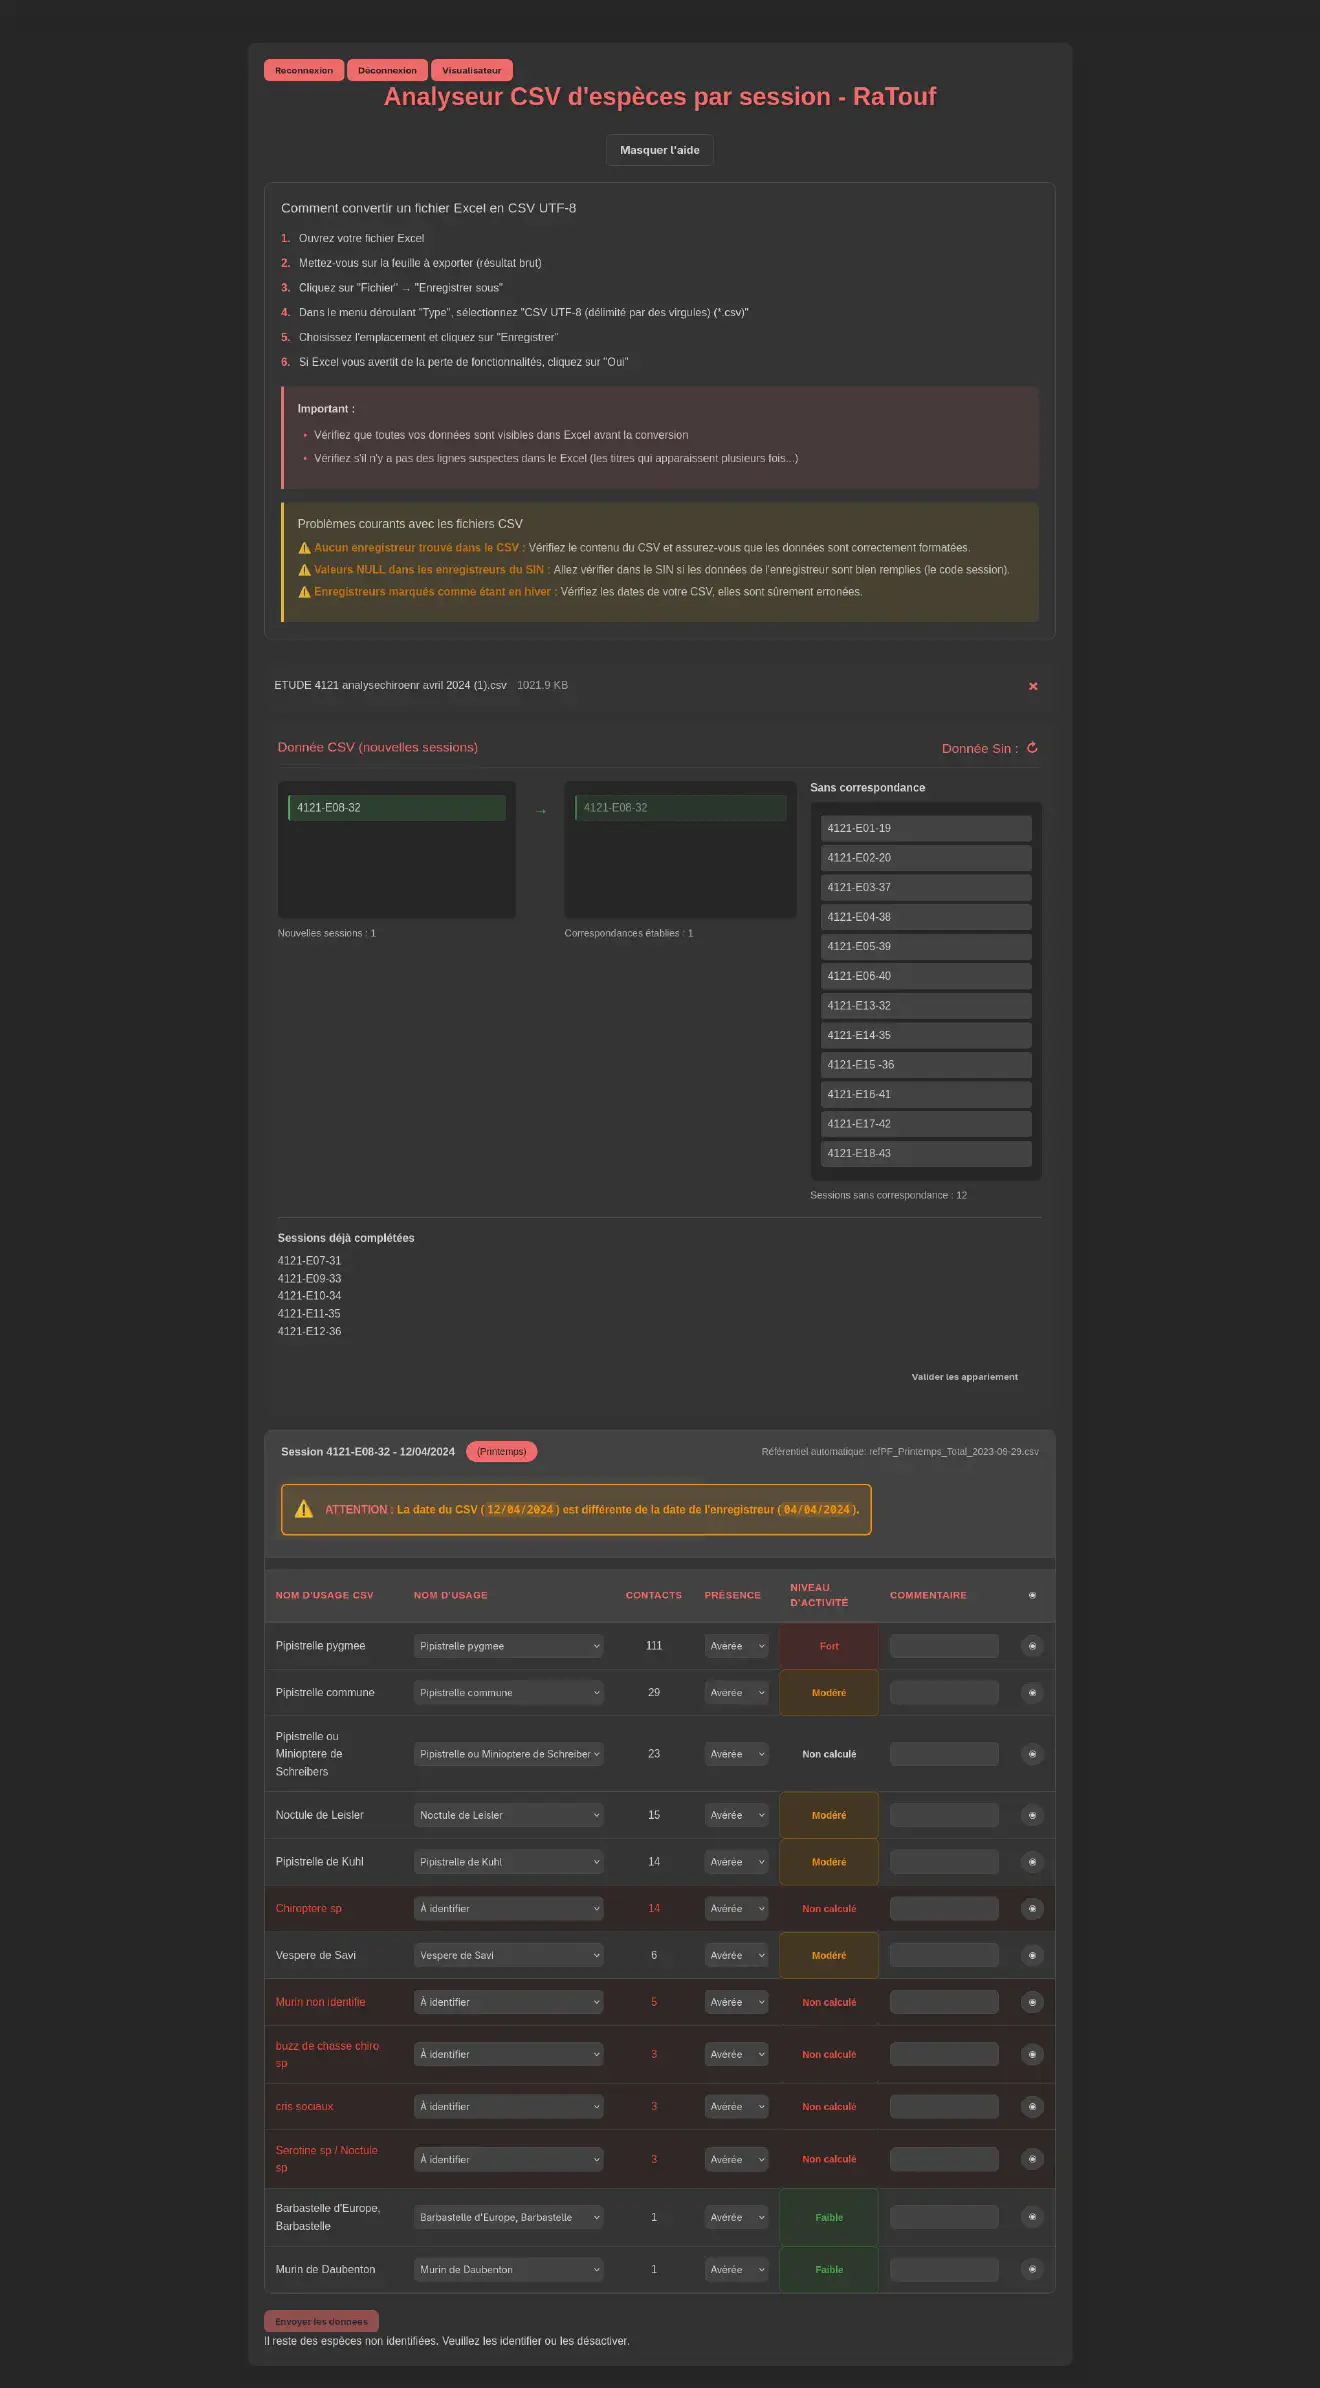 Reconnexion Déconnexion Visualisateur
Analyseur CSV d'espèces par session - RaTouf
Masquer l'aide
Comment convertir un fichier Excel en CSV UTF-8
1. Ouvrez votre fichier Excel
2. Mettez-vous sur la feuille à exporter (résultat brut)
3. Cliquez sur "Fichier" → "Enregistrer sous"
4. Dans le menu déroulant "Type", sélectionnez "CSV UTF-8 (délimité par des virgules) (*.csv)"
5. Choisissez l'emplacement et cliquez sur "Enregistrer"
6. Si Excel vous avertit de la perte de fonctionnalités, cliquez sur "Oui"
Important :
• Vérifiez que toutes vos données sont visibles dans Excel avant la conversion
• Vérifiez s'il n'y a pas des lignes suspectes dans le Excel (les titres qui apparaissent plusieurs fois...)
Problèmes courants avec les fichiers CSV
⚠️ Aucun enregistreur trouvé dans le CSV : Vérifiez le contenu du CSV et assurez-vous que les données sont correctement formatées.
⚠️ Valeurs NULL dans les enregistreurs du SIN : Allez vérifier dans le SIN si les données de l'enregistreur sont bien remplies (le code session).
⚠️ Enregistreurs marqués comme étant en hiver : Vérifiez les dates de votre CSV, elles sont sûrement erronées.
ETUDE 4121 analysechiroenr avril 2024 (1).csv 1021.9 KB ×
Donnée CSV (nouvelles sessions)
Donnée Sin : ↻
4121-E08-32
→
4121-E08-32
Nouvelles sessions : 1
Correspondances établies : 1
Sans correspondance
4121-E01-19
4121-E02-20
4121-E03-37
4121-E04-38
4121-E05-39
4121-E06-40
4121-E13-32
4121-E14-35
4121-E15 -36
4121-E16-41
4121-E17-42
4121-E18-43
Sessions sans correspondance : 12
Sessions déjà complétées
4121-E07-31
4121-E09-33
4121-E10-34
4121-E11-35
4121-E12-36
Valider les appariement
Session 4121-E08-32 - 12/04/2024 (Printemps) Référentiel automatique: refPF_Printemps_Total_2023-09-29.csv
⚠️ ATTENTION : La date du CSV (12/04/2024) est différente de la date de l'enregistreur (04/04/2024).
NOM D'USAGE CSV NOM D'USAGE CONTACTS PRÉSENCE NIVEAU D'ACTIVITÉ COMMENTAIRE ◉
Pipistrelle pygmee Pipistrelle pygmee 111 Avérée Fort ◉
Pipistrelle commune Pipistrelle commune 29 Avérée Modéré ◉
Pipistrelle ou Minioptere de Schreibers Pipistrelle ou Minioptere de Schreiber 23 Avérée Non calculé ◉
Noctule de Leisler Noctule de Leisler 15 Avérée Modéré ◉
Pipistrelle de Kuhl Pipistrelle de Kuhl 14 Avérée Modéré ◉
Chiroptere sp À identifier 14 Avérée Non calculé ◉
Vespere de Savi Vespere de Savi 6 Avérée Modéré ◉
Murin non identifie À identifier 5 Avérée Non calculé ◉
buzz de chasse chiro sp À identifier 3 Avérée Non calculé ◉
cris sociaux À identifier 3 Avérée Non calculé ◉
Serotine sp / Noctule sp À identifier 3 Avérée Non calculé ◉
Barbastelle d'Europe, Barbastelle Barbastelle d'Europe, Barbastelle 1 Avérée Faible ◉
Murin de Daubenton Murin de Daubenton 1 Avérée Faible ◉
Envoyer les donnees
Il reste des espèces non identifiées. Veuillez les identifier ou les désactiver.